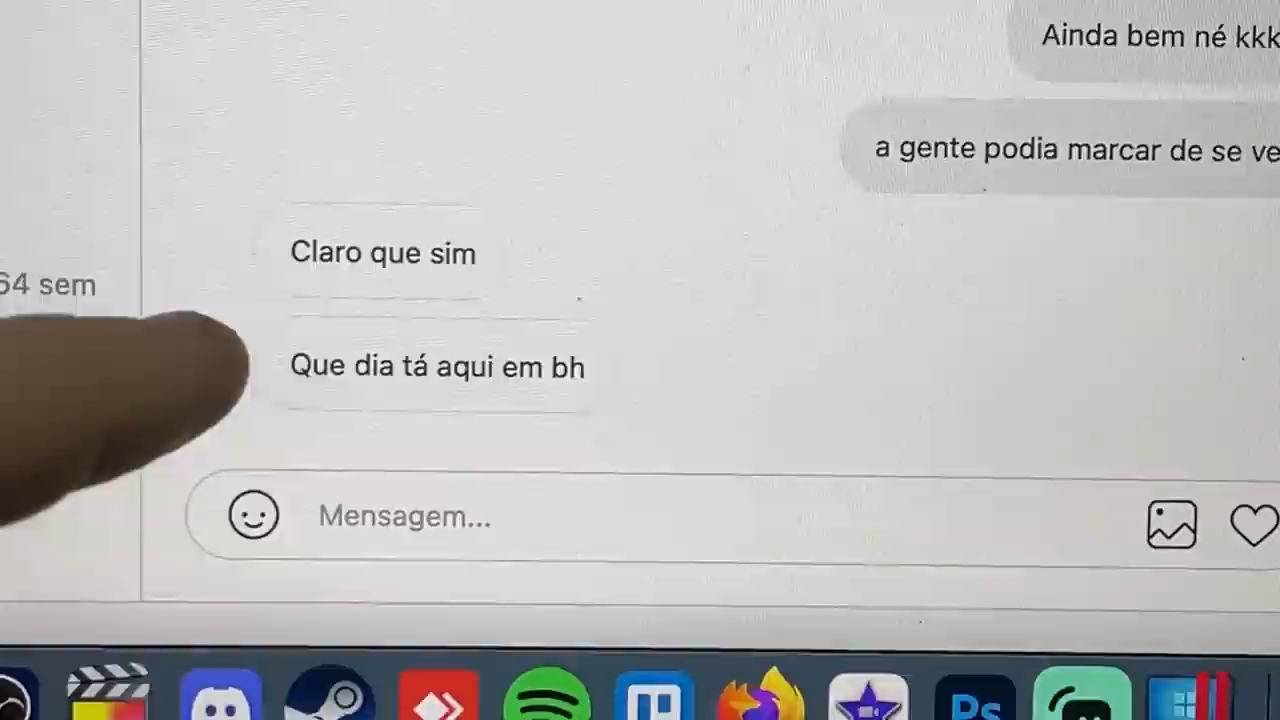 Ainda bem né kkk
a gente podia marcar de se ve
Claro que sim
64 sem
Que dia tá aqui em bh
Mensagem...
Ps